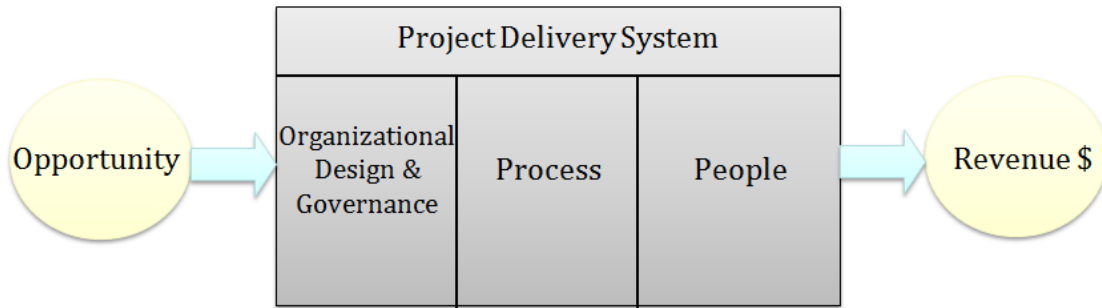 Project Delivery System
Opportunity
Organizational
Design &
Governance
Process
People
Revenue $